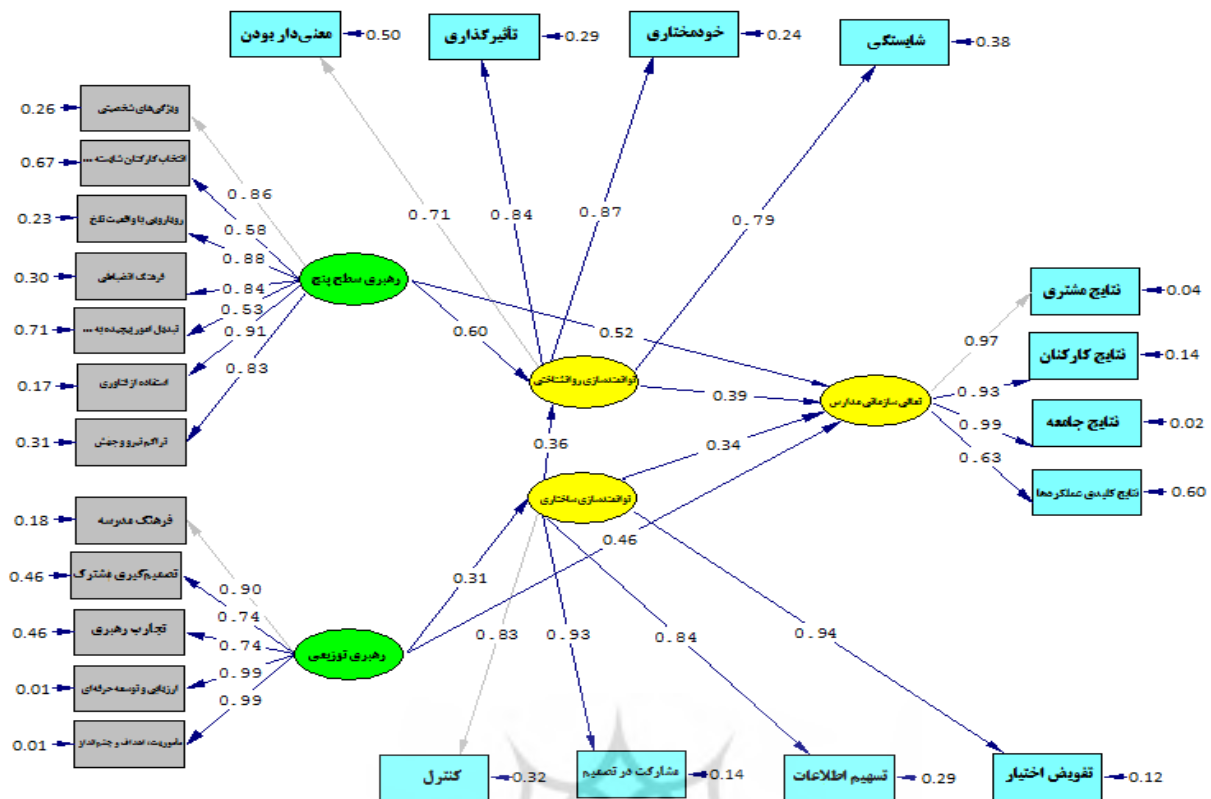 معنی‌دار بودن
0.50
تأثیرگذاری
0.29
خودمختاری
0.24
شایستگی
0.38
0.26
ویژگی‌های شخصیتی
0.67
انتخاب کارکنان شایسته ...
0.23
رویارویی با واقعیت تلخ
0.30
فرهنگ انضباطی
0.71
تبدیل امور پیچیده به ...
0.17
استفاده از فناوری
0.31
تراکم نیرو و جهش
0.86
0.58
0.88
0.84
0.53
0.91
0.83
رهبری سطح پنج
0.71
0.84
0.87
0.79
0.60
0.52
توانمندسازی روانشناختی
0.39
تعالی سازمانی مدارس
0.97
0.93
0.99
0.63
نتایج مشتری
0.04
نتایج کارکنان
0.14
نتایج جامعه
0.02
نتایج کلیدی عملکردها
0.60
0.36
0.34
توانمندسازی ساختاری
0.46
0.31
0.18
فرهنگ مدرسه
0.46
تصمیم‌گیری مشترک
0.46
تجارب رهبری
0.01
ارزیابی و توسعه حرفه‌ای
0.01
ماموریت، اهداف و چشم‌انداز
0.90
0.74
0.74
0.99
0.99
رهبری توزیعی
0.83
0.93
0.84
0.94
کنترل
0.32
مشارکت در تصمیم
0.14
تسهیم اطلاعات
0.29
تفویض اختیار
0.12